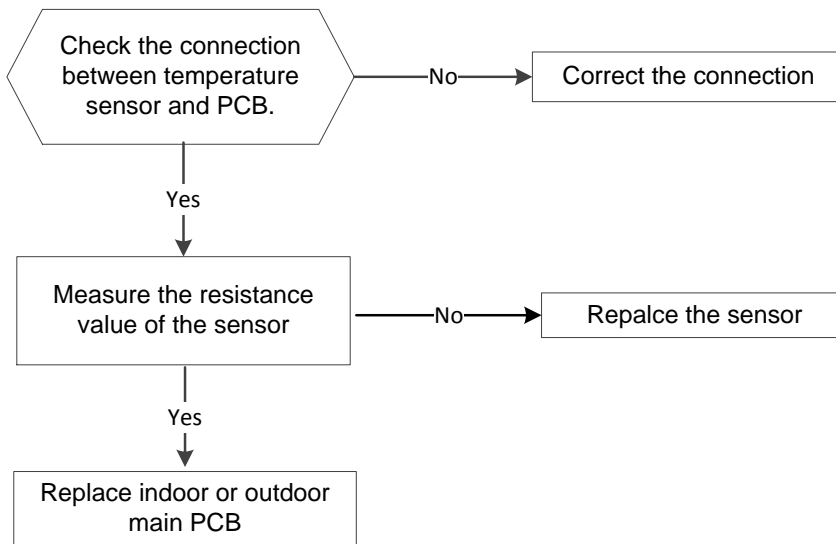 Check the connection
between temperature
sensor and PCB.
No
Correct the connection
Yes
Measure the resistance
value of the sensor
No
Repalce the sensor
Yes
Replace indoor or outdoor
main PCB